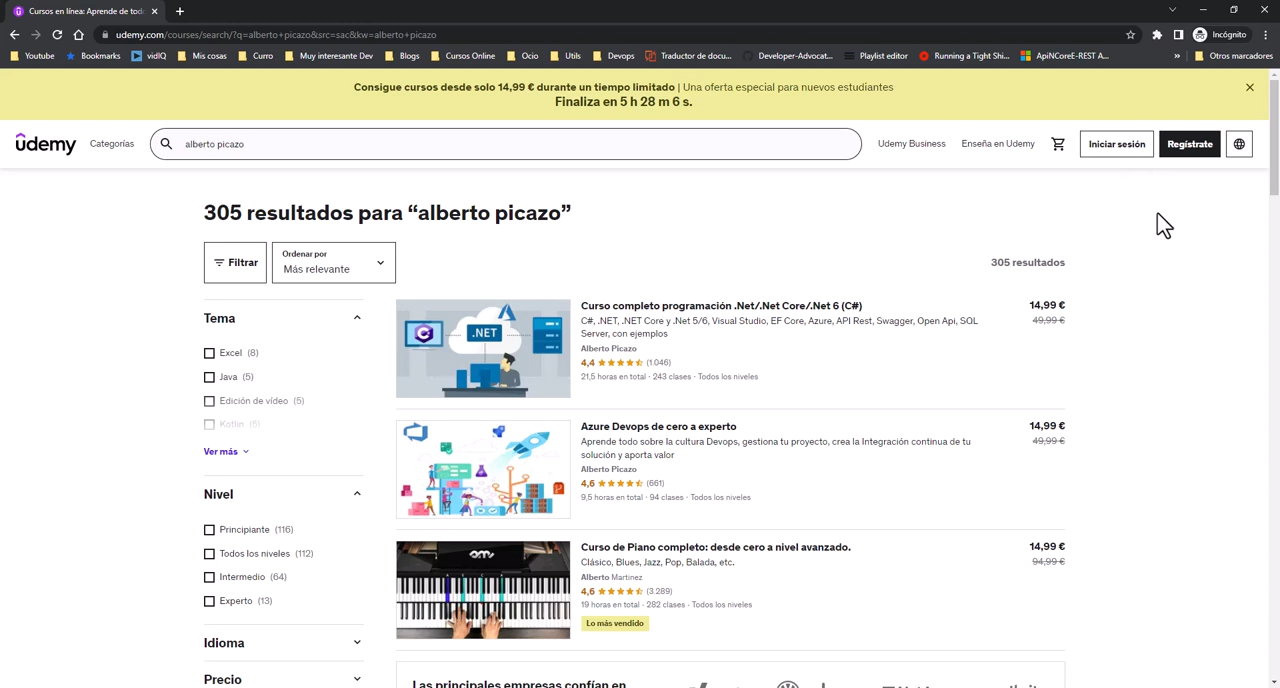 Cursos en línea: Aprende de tod
udemy.com/courses/search/?q=alberto+picazo&src=sac&kw=alberto+picazo
Incógnito
Youtube
Bookmarks
vidIQ
Mis cosas
Curro
Muy interesante Dev
Blogs
Cursos Online
Ocio
Utils
Devops
Traductor de docu...
Developer-Advocat...
Playlist editor
Running a Tight Shi...
ApiNCoreE-REST A...
»
Otros marcadores
Consigue cursos desde solo 14,99 € durante un tiempo limitado | Una oferta especial para nuevos estudiantes
Finaliza en 5 h 28 m 6 s.
udemy
Categorías
alberto picazo
Udemy Business
Enseña en Udemy
Iniciar sesión
Regístrate
305 resultados para “alberto picazo”
Filtrar
Ordenar por
Más relevante
305 resultados
Tema
Excel (8)
Java (5)
Edición de vídeo (5)
Kotlin (5)
Ver más
Nivel
Principiante (116)
Todos los niveles (112)
Intermedio (64)
Experto (13)
Idioma
Precio
.NET
Curso completo programación .Net/.Net Core/.Net 6 (C#)
14,99 €
C#, .NET, .NET Core y .Net 5/6, Visual Studio, EF Core, Azure, API Rest, Swagger, Open Api, SQL
49,99 €
Server, con ejemplos
Alberto Picazo
4,4 (1.046)
21,5 horas en total · 243 clases · Todos los niveles
Azure Devops de cero a experto
14,99 €
Aprende todo sobre la cultura Devops, gestiona tu proyecto, crea la Integración continua de tu
49,99 €
solución y aporta valor
Alberto Picazo
4,6 (661)
9,5 horas en total · 94 clases · Todos los niveles
Curso de Piano completo: desde cero a nivel avanzado.
14,99 €
Clásico, Blues, Jazz, Pop, Balada, etc.
94,99 €
Alberto Martinez
4,6 (3.289)
19 horas en total · 282 clases · Todos los niveles
Lo más vendido
Las principales empresas confían en